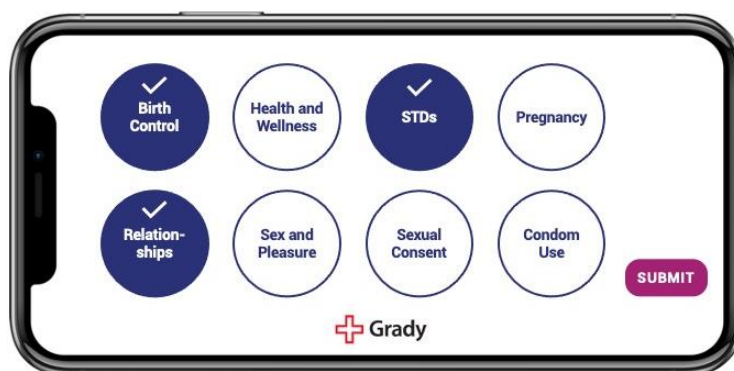 Birth
Control
Health and
Wellness
STDs
Pregnancy
Relation-
ships
Sex and
Pleasure
Sexual
Consent
Condom
Use
SUBMIT
Grady